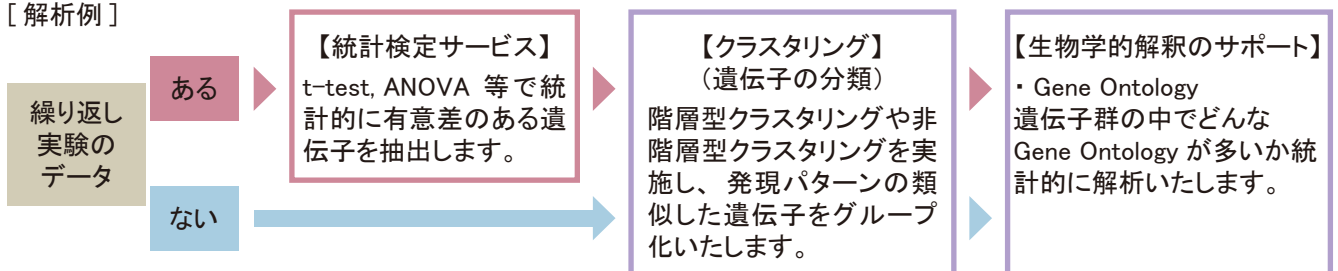 [ 解析例 ]
繰り返し
実験の
データ
ある
ない
【統計検定サービス】
t-test, ANOVA 等で統
計的に有意差のある遺
伝子を抽出します。
【クラスタリング】
（遺伝子の分類）
階層型クラスタリングや非
階層型クラスタリングを実
施し、発現パターンの類
似した遺伝子をグループ
化いたします。
【生物学的解釈のサポート】
・ Gene Ontology
遺伝子群の中でどんな
Gene Ontology が多いか統
計的に解析いたします。